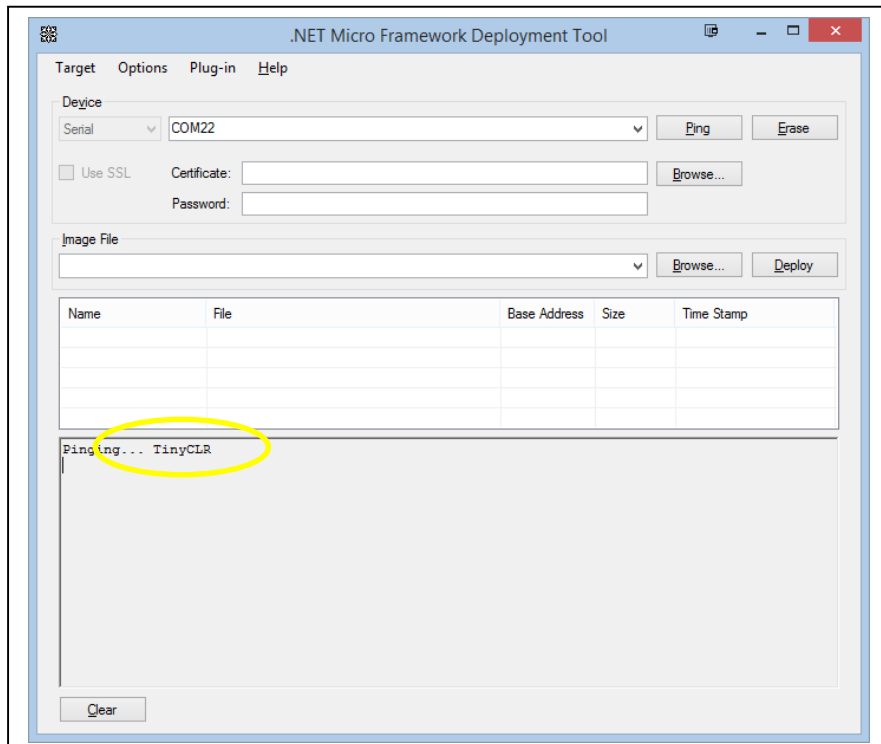 .NET Micro Framework Deployment Tool
Target Options Plug-in Help
Device
Serial COM22 Ping Erase
Use SSL Certificate: Browse...
Password:
Image File
Browse... Deploy
Name File Base Address Size Time Stamp
Pinging... TinyCLR
Clear